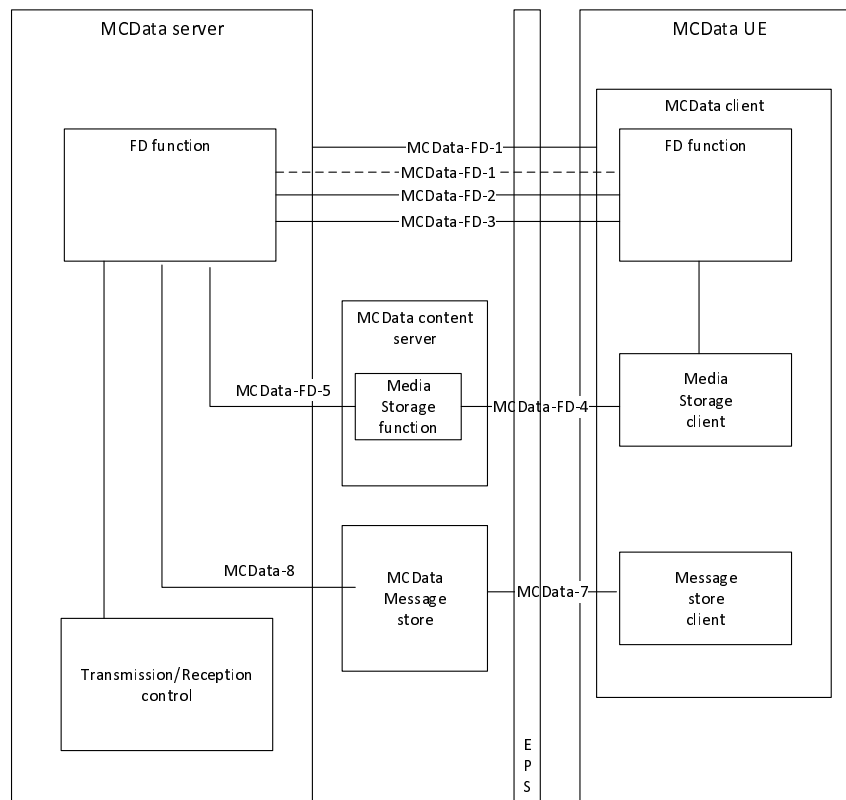 MCData server
MCData UE
MCData client
FD function
FD function
MCData-FD-1
MCData-FD-1
MCData-FD-2
MCData-FD-3
MCData content
server
Media
Storage
function
MCData-FD-5
MCData-FD-4
Media
Storage
client
MCData-8
MCData
Message
store
MCData-7
Message
store
client
Transmission/Reception
control
E
P
S